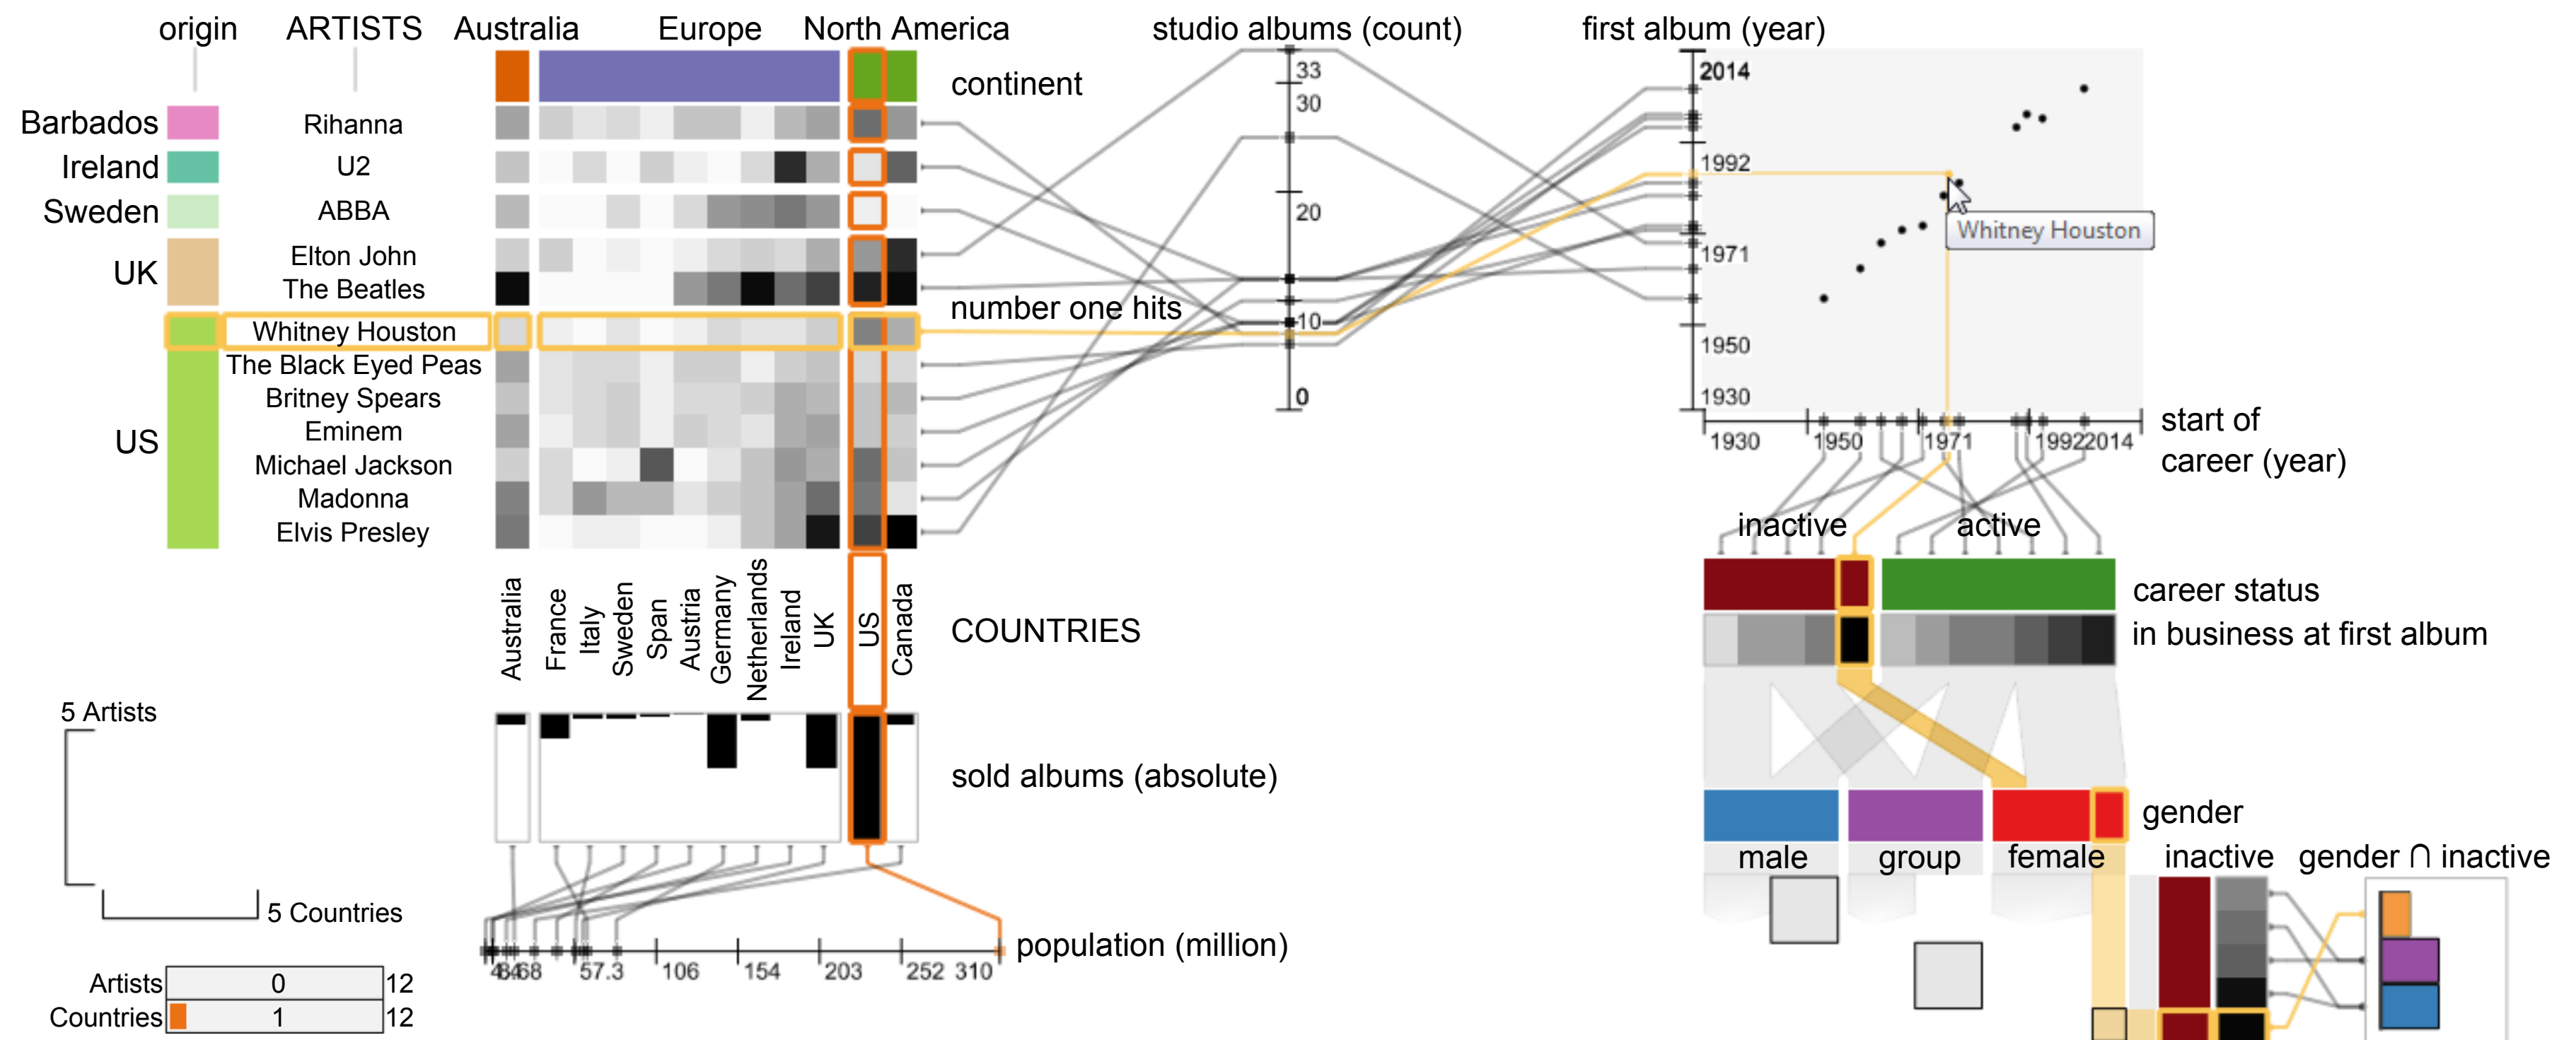 origin ARTISTS Australia Europe North America studio albums (count) first album (year)
continent
Barbados Rihanna
Ireland U2
Sweden ABBA
UK Elton John
The Beatles
number one hits
Whitney Houston
The Black Eyed Peas
Britney Spears
US Eminem
Michael Jackson
Madonna
Elvis Presley
33
30
20
10
0
2014
1992
1971
1950
1930
Whitney Houston
1930 1950 1971 1992 2014
start of
career (year)
inactive active
Australia France Italy Sweden Span Austria Germany Netherlands Ireland UK US Canada
COUNTRIES
career status
in business at first album
5 Artists
5 Countries
sold albums (absolute)
57.3 106 154 203 252 310
population (million)
gender
male group female inactive gender ∩ inactive
Artists 0 12
Countries 1 12